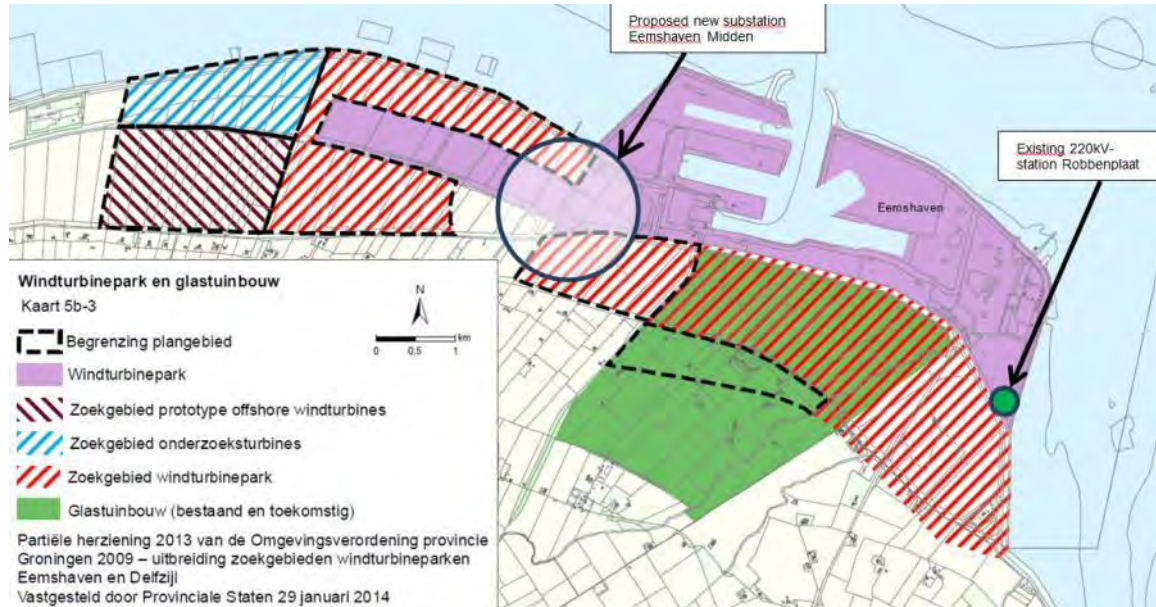 Proposed new substation
Eemshaven Midden
Existing 220kV-
station Robbenplaat
Eemshaven
Windturbinepark en glastuinbouw
Kaart 5b-3
N
0 0,5 1 km
Begrenzing plangebied
Windturbinepark
Zoekgebied prototype offshore windturbines
Zoekgebied onderzoeksturbines
Zoekgebied windturbinepark
Glastuinbouw (bestaand en toekomstig)
Partiële herziening 2013 van de Omgevingsverordening provincie
Groningen 2009 – uitbreiding zoekgebieden windturbineparken
Eemshaven en Delfzijl
Vastgesteld door Provinciale Staten 29 januari 2014